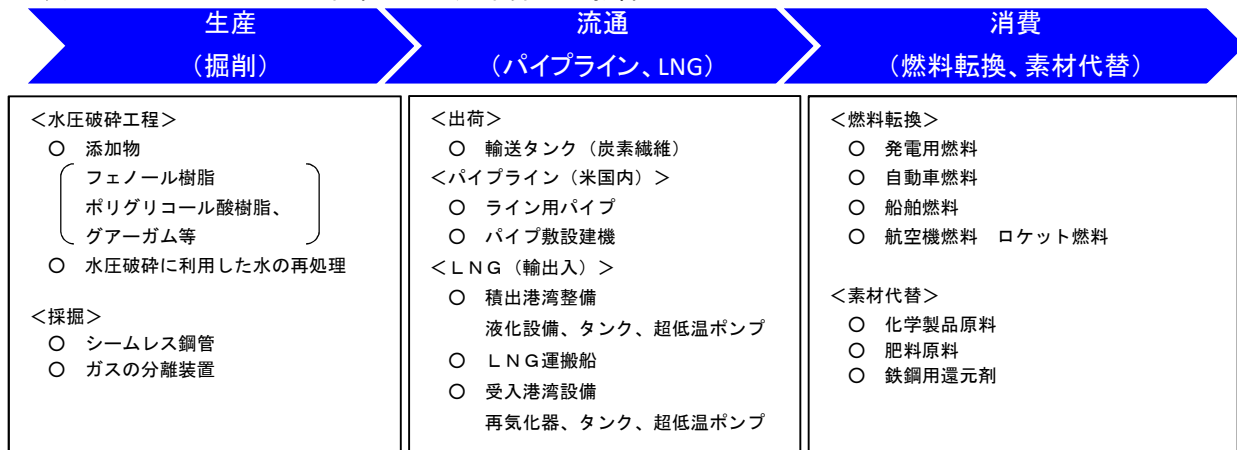 生産
(掘削)
流通
(パイプライン、LNG)
消費
(燃料転換、素材代替)
<水圧破砕工程>
○ 添加物
フェノール樹脂
ポリグリコール酸樹脂、
グアーガム等
○ 水圧破砕に利用した水の再処理
<採掘>
○ シームレス鋼管
○ ガスの分離装置
<出荷>
○ 輸送タンク(炭素繊維)
<パイプライン(米国内)>
○ ライン用パイプ
○ パイプ敷設建機
<LNG(輸出入)>
○ 積出港湾整備
液化設備、タンク、超低温ポンプ
○ LNG運搬船
○ 受入港湾設備
再気化器、タンク、超低温ポンプ
<燃料転換>
○ 発電用燃料
○ 自動車燃料
○ 船舶燃料
○ 航空機燃料 ロケット燃料
<素材代替>
○ 化学製品原料
○ 肥料原料
○ 鉄鋼用還元剤